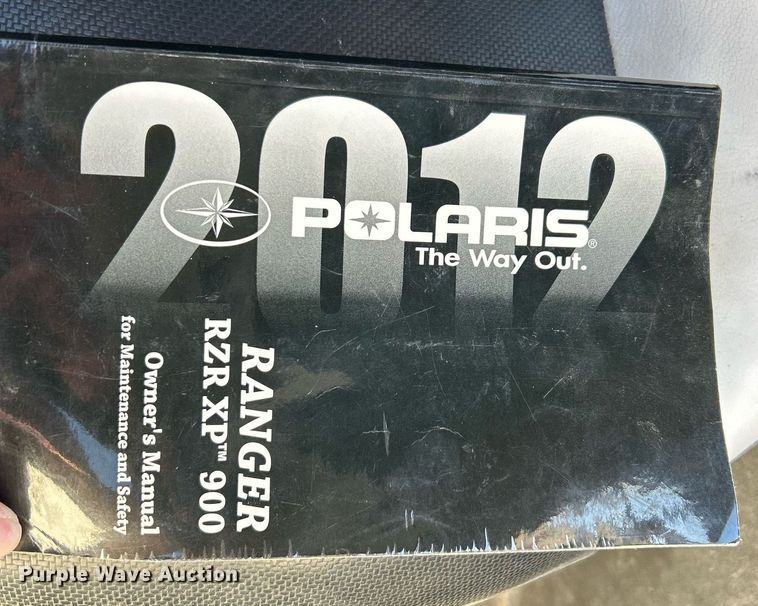 2012
POLARIS®
The Way Out.
RANGER
RZR XP™ 900
Owner's Manual
for Maintenance and Safety
Purple Wave Auction